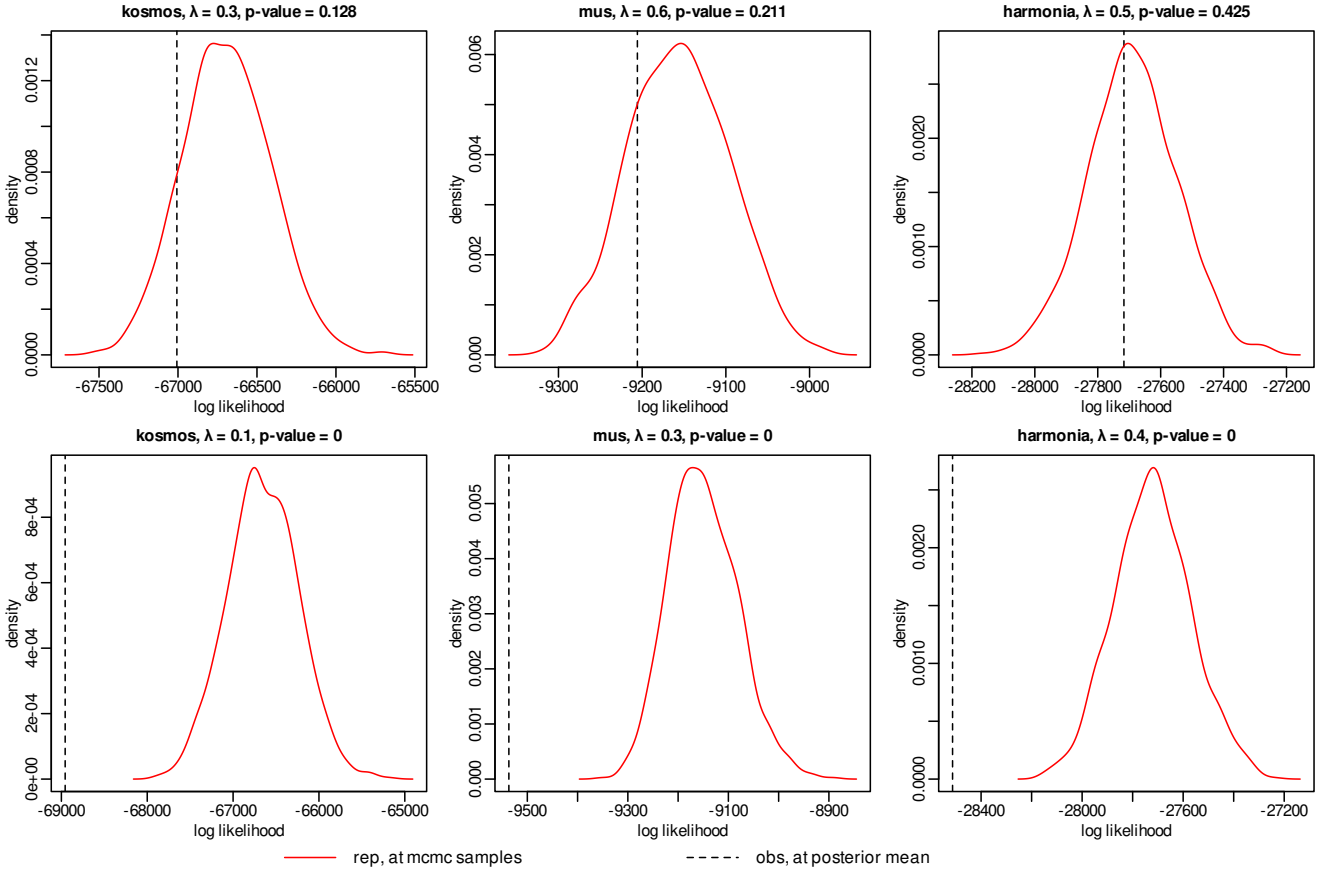 kosmos, λ = 0.3, p-value = 0.128
density
0.0000 0.0004 0.0008 0.0012
-67500 -67000 -66500 -66000 -65500
log likelihood
mus, λ = 0.6, p-value = 0.211
density
0.000 0.002 0.004 0.006
-9300 -9200 -9100 -9000
log likelihood
harmonia, λ = 0.5, p-value = 0.425
density
0.0000 0.0010 0.0020
-28200 -28000 -27800 -27600 -27400 -27200
log likelihood
kosmos, λ = 0.1, p-value = 0
density
0e+00 2e-04 4e-04 6e-04 8e-04
-69000 -68000 -67000 -66000 -65000
log likelihood
mus, λ = 0.3, p-value = 0
density
0.000 0.001 0.002 0.003 0.004 0.005
-9500 -9300 -9100 -8900
log likelihood
harmonia, λ = 0.4, p-value = 0
density
0.0000 0.0010 0.0020
-28400 -28000 -27600 -27200
log likelihood
rep, at mcmc samples
obs, at posterior mean